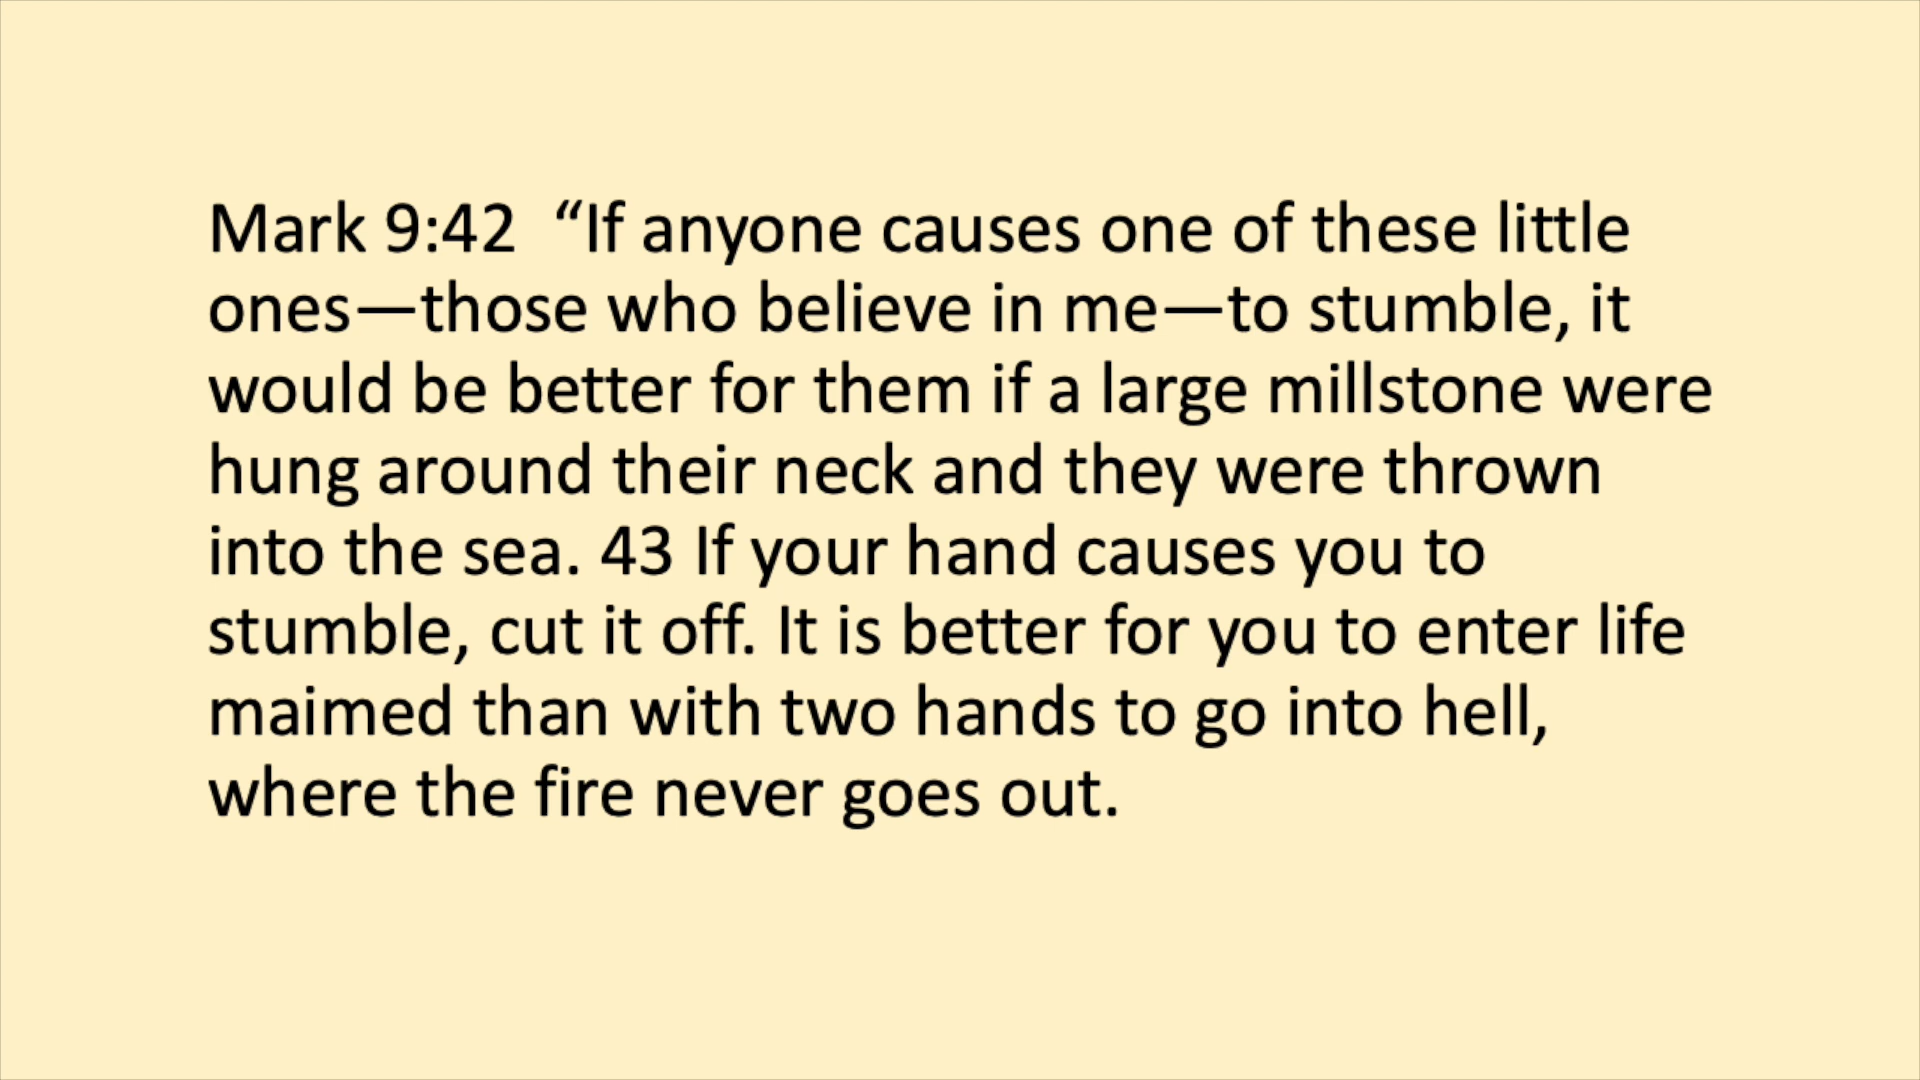 Mark 9:42  “If anyone causes one of these little
ones—those who believe in me—to stumble, it
would be better for them if a large millstone were
hung around their neck and they were thrown
into the sea. 43 If your hand causes you to
stumble, cut it off. It is better for you to enter life
maimed than with two hands to go into hell,
where the fire never goes out.